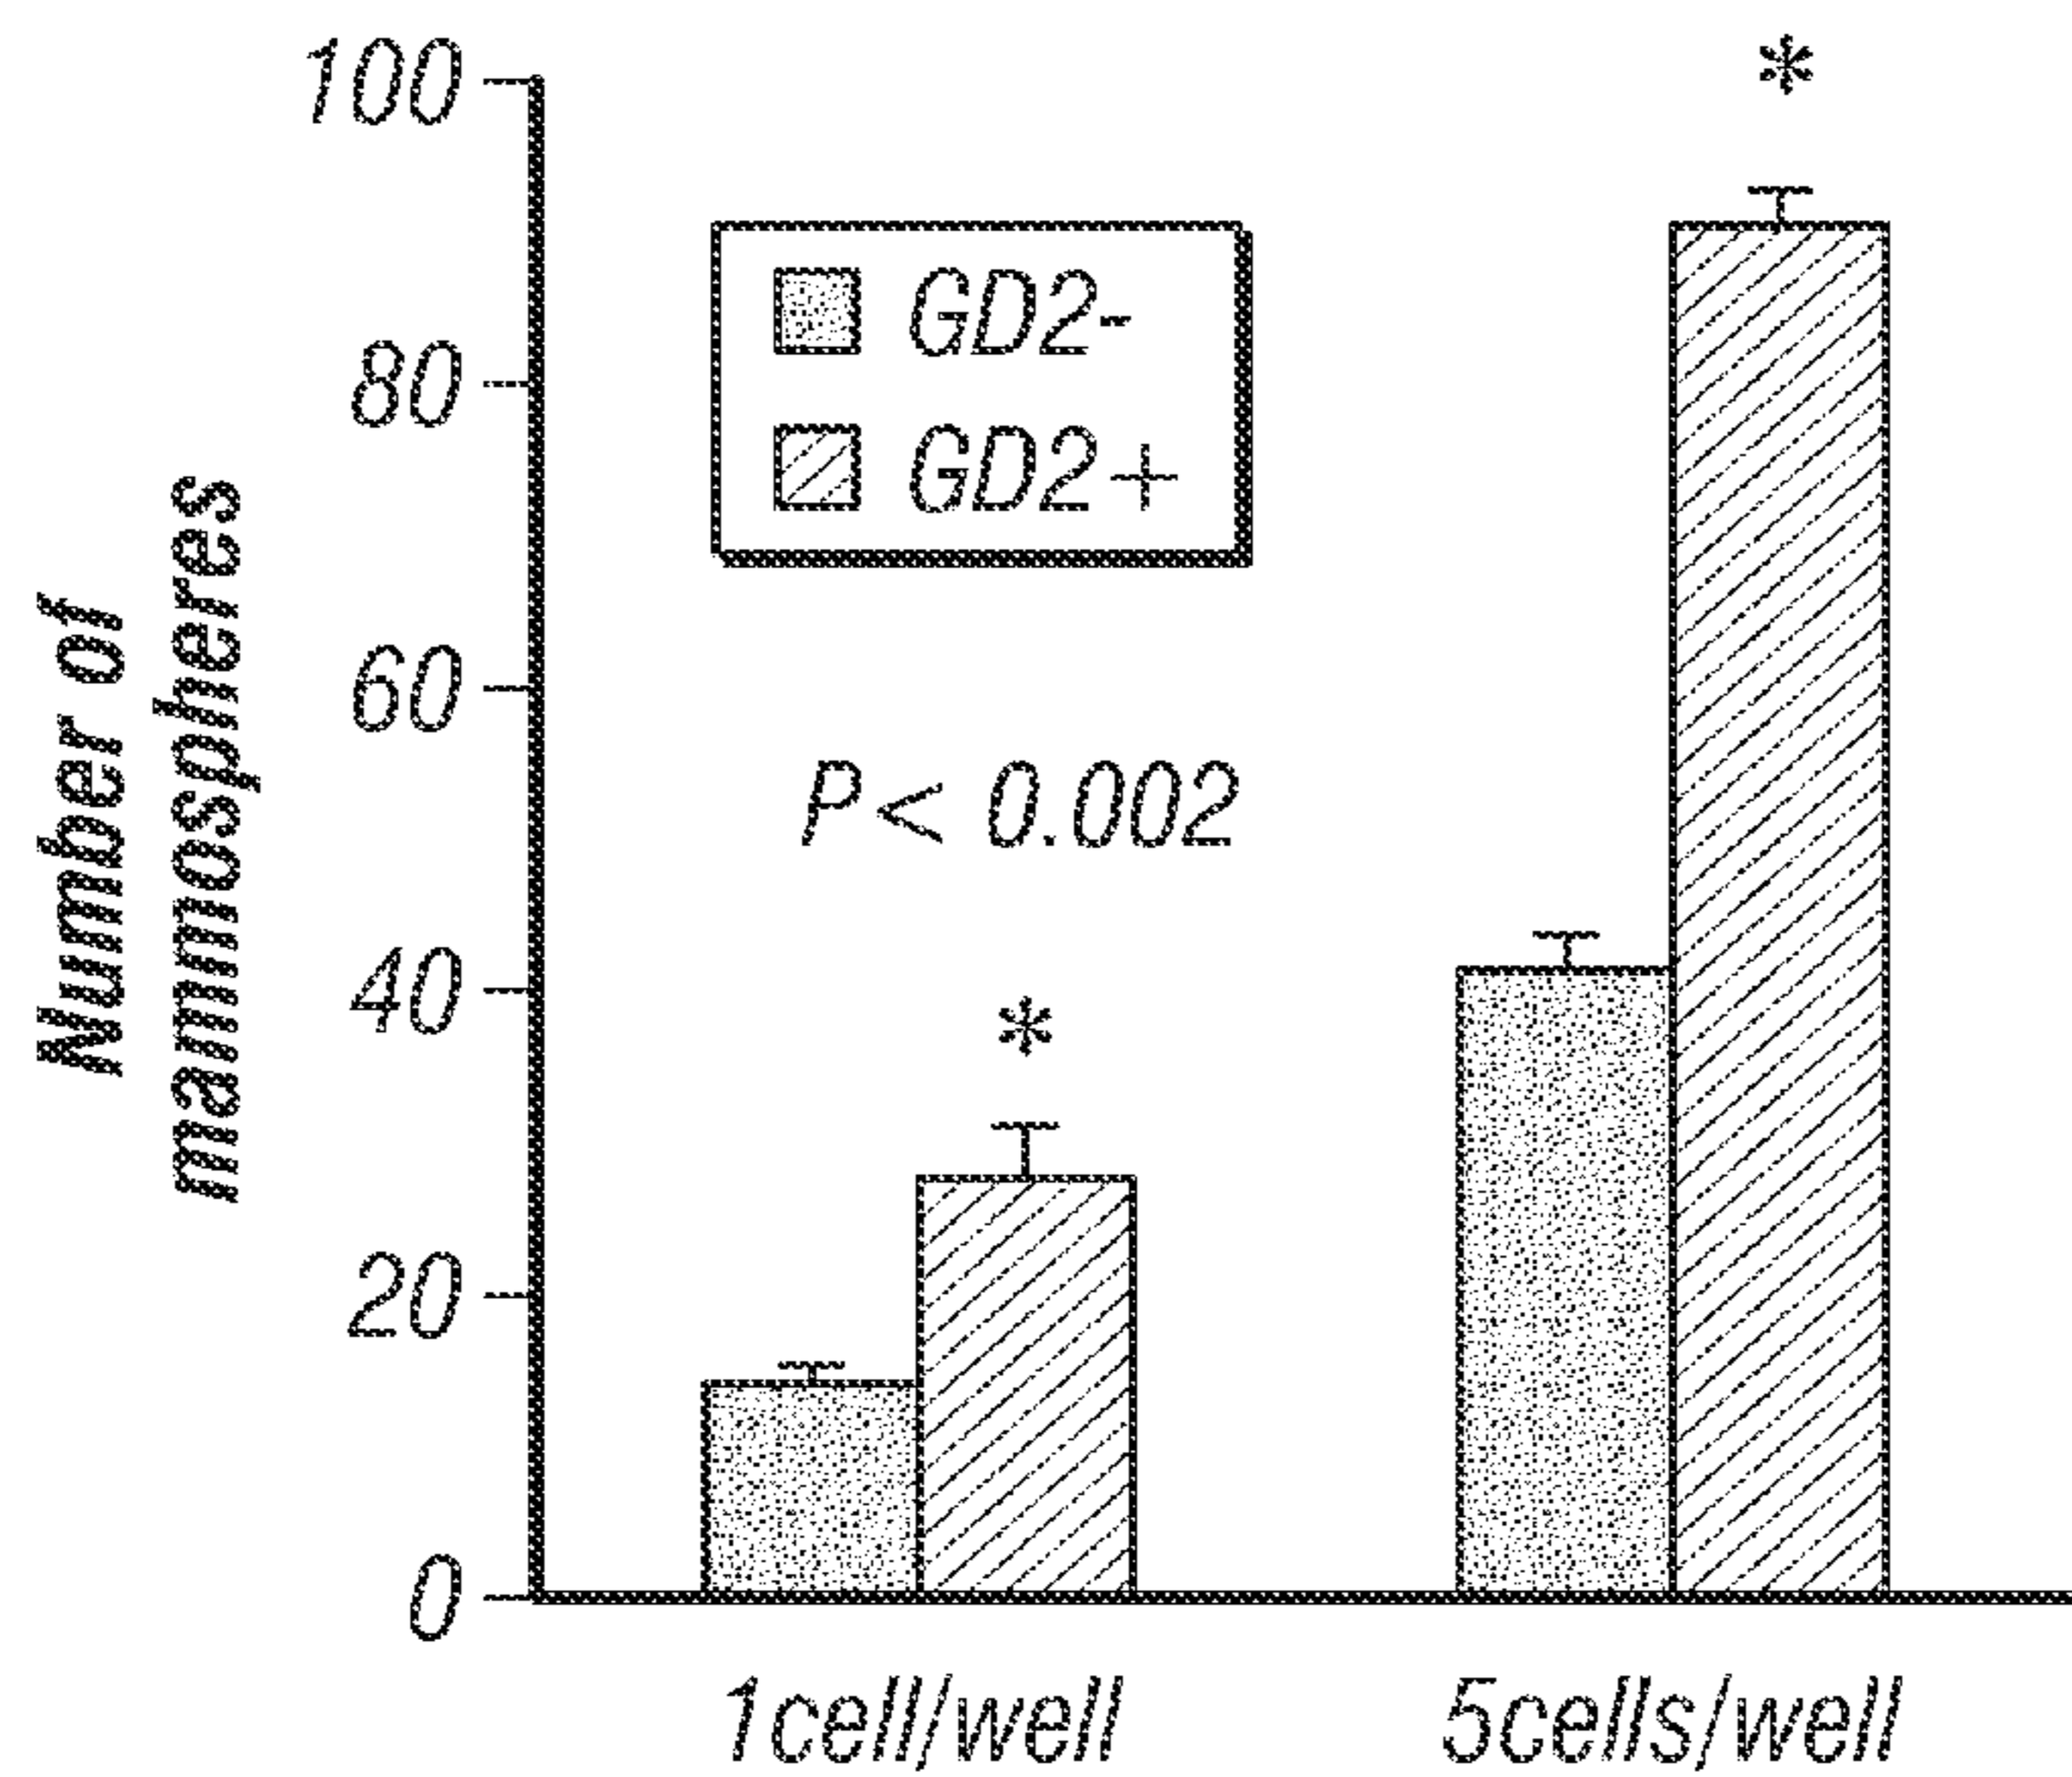 Number of
mammospheres
100
80
60
40
20
0
GD2-
GD2+
P< 0.002
*
*
1cell/well
5cells/well